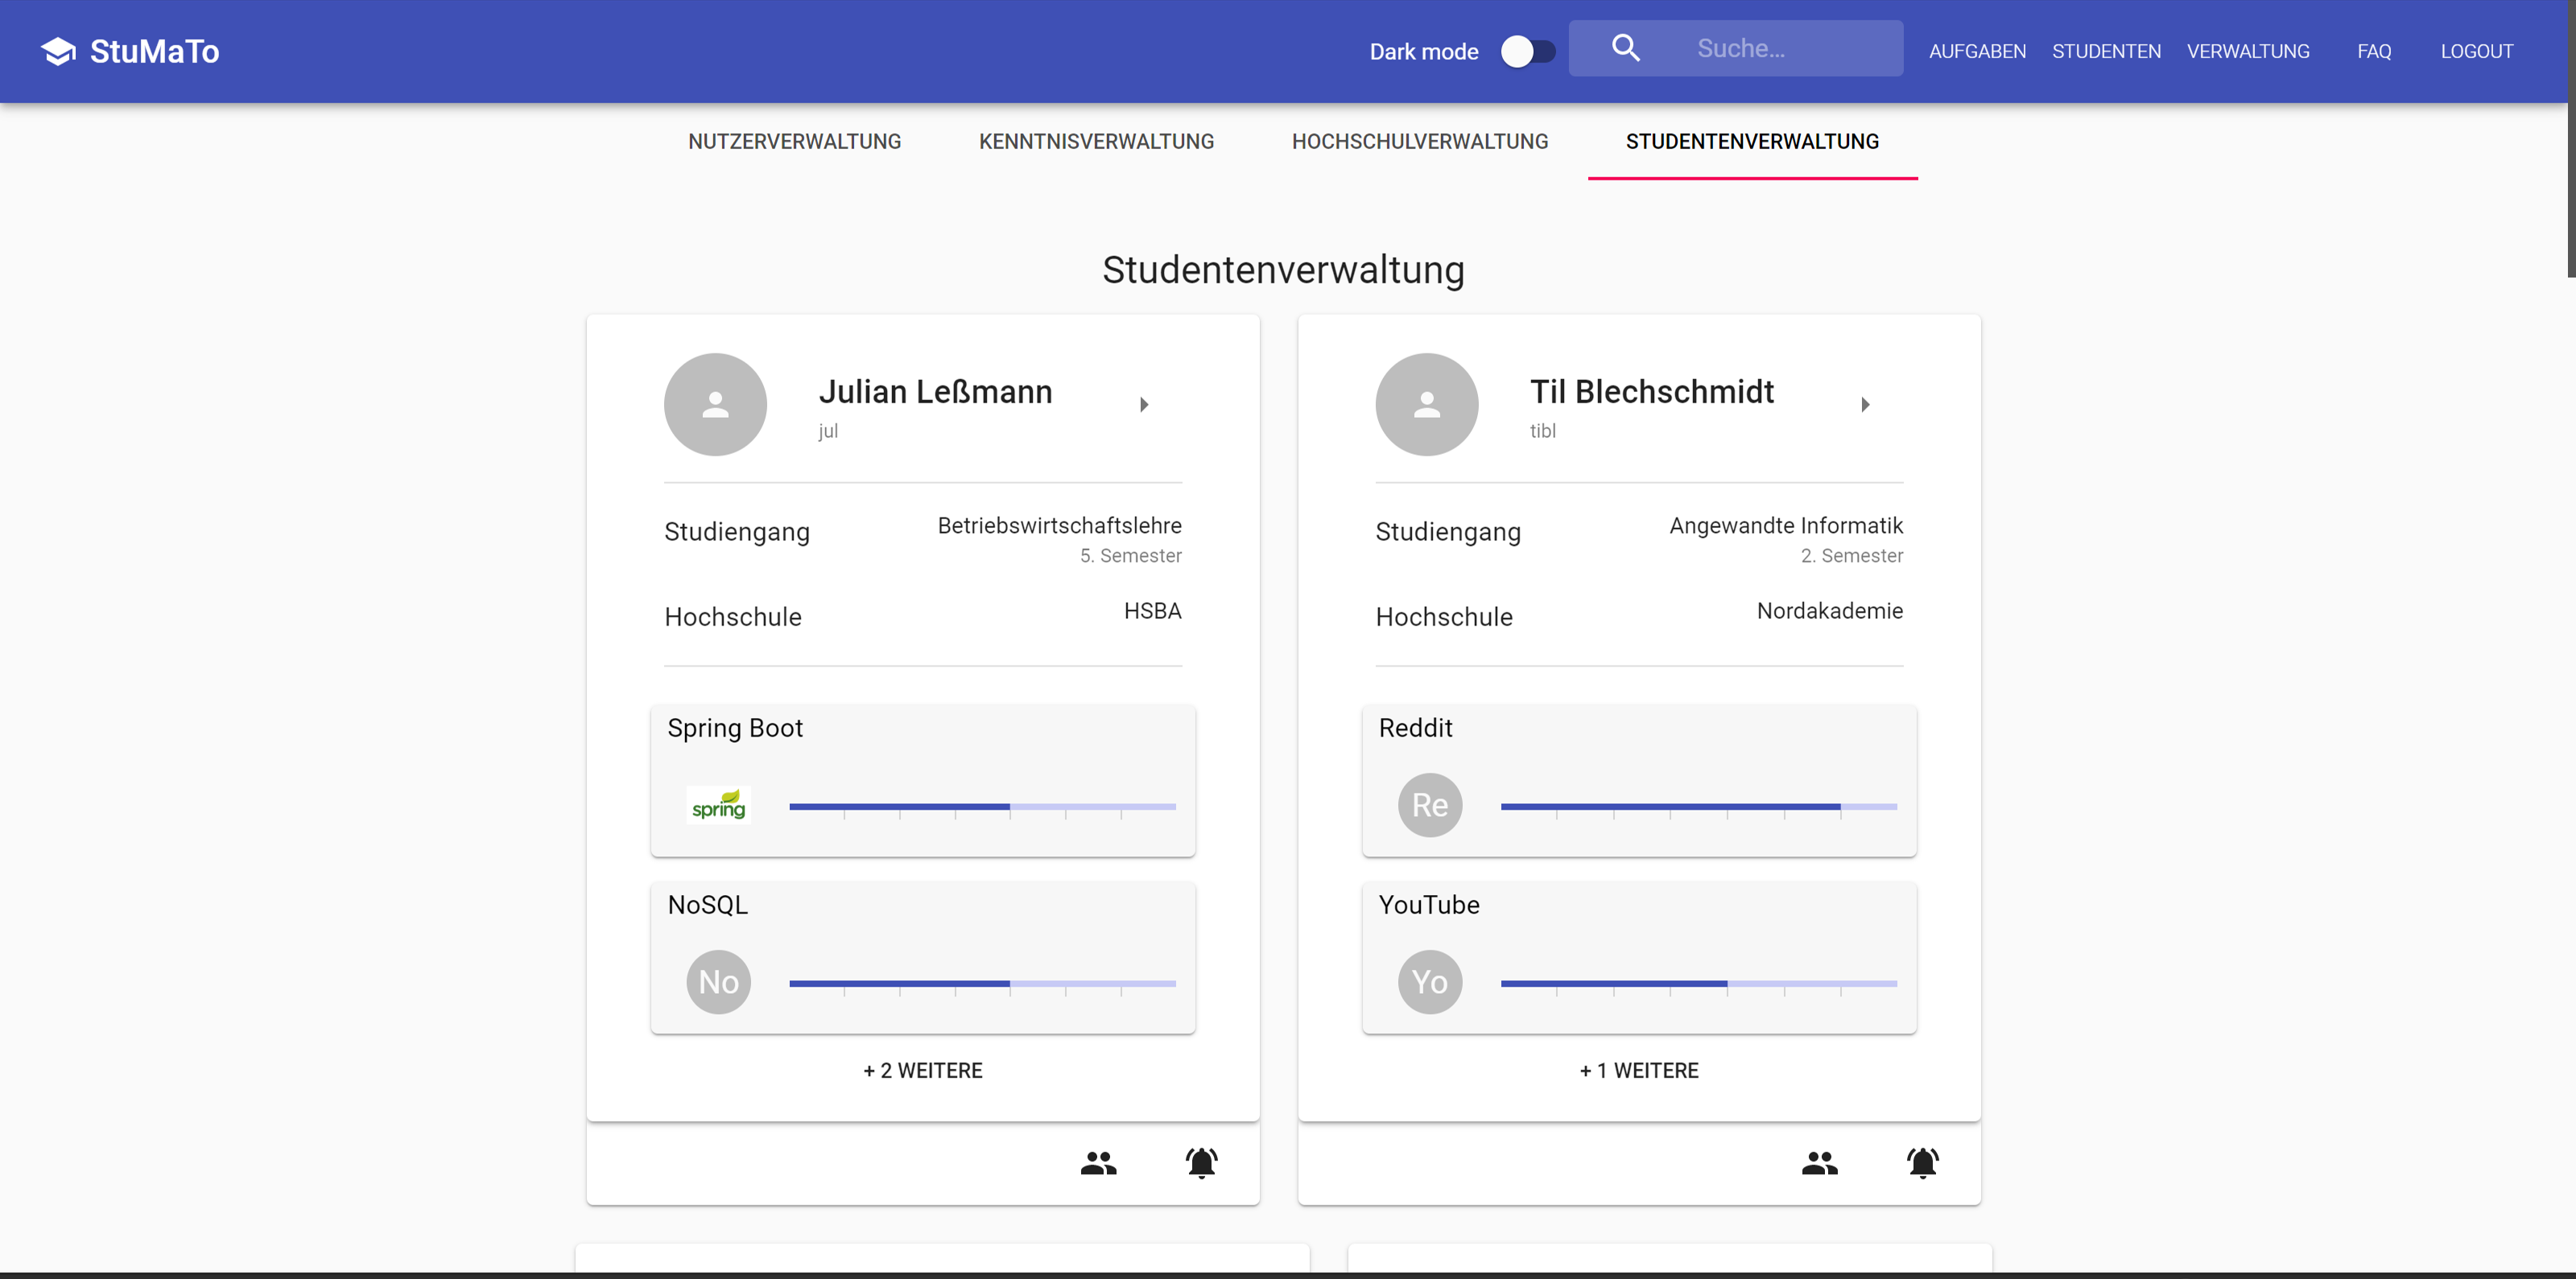 StuMaTo
Dark mode
Suche...
AUFGABEN
STUDENTEN
VERWALTUNG
FAQ
LOGOUT
NUTZERVERWALTUNG
KENNTNISVERWALTUNG
HOCHSCHULVERWALTUNG
STUDENTENVERWALTUNG
Studentenverwaltung
Julian Leßmann
jul
Studiengang
Betriebswirtschaftslehre
5. Semester
Hochschule
HSBA
Spring Boot
spring
NoSQL
No
+ 2 WEITERE
Til Blechschmidt
tibl
Studiengang
Angewandte Informatik
2. Semester
Hochschule
Nordakademie
Reddit
Re
YouTube
Yo
+ 1 WEITERE